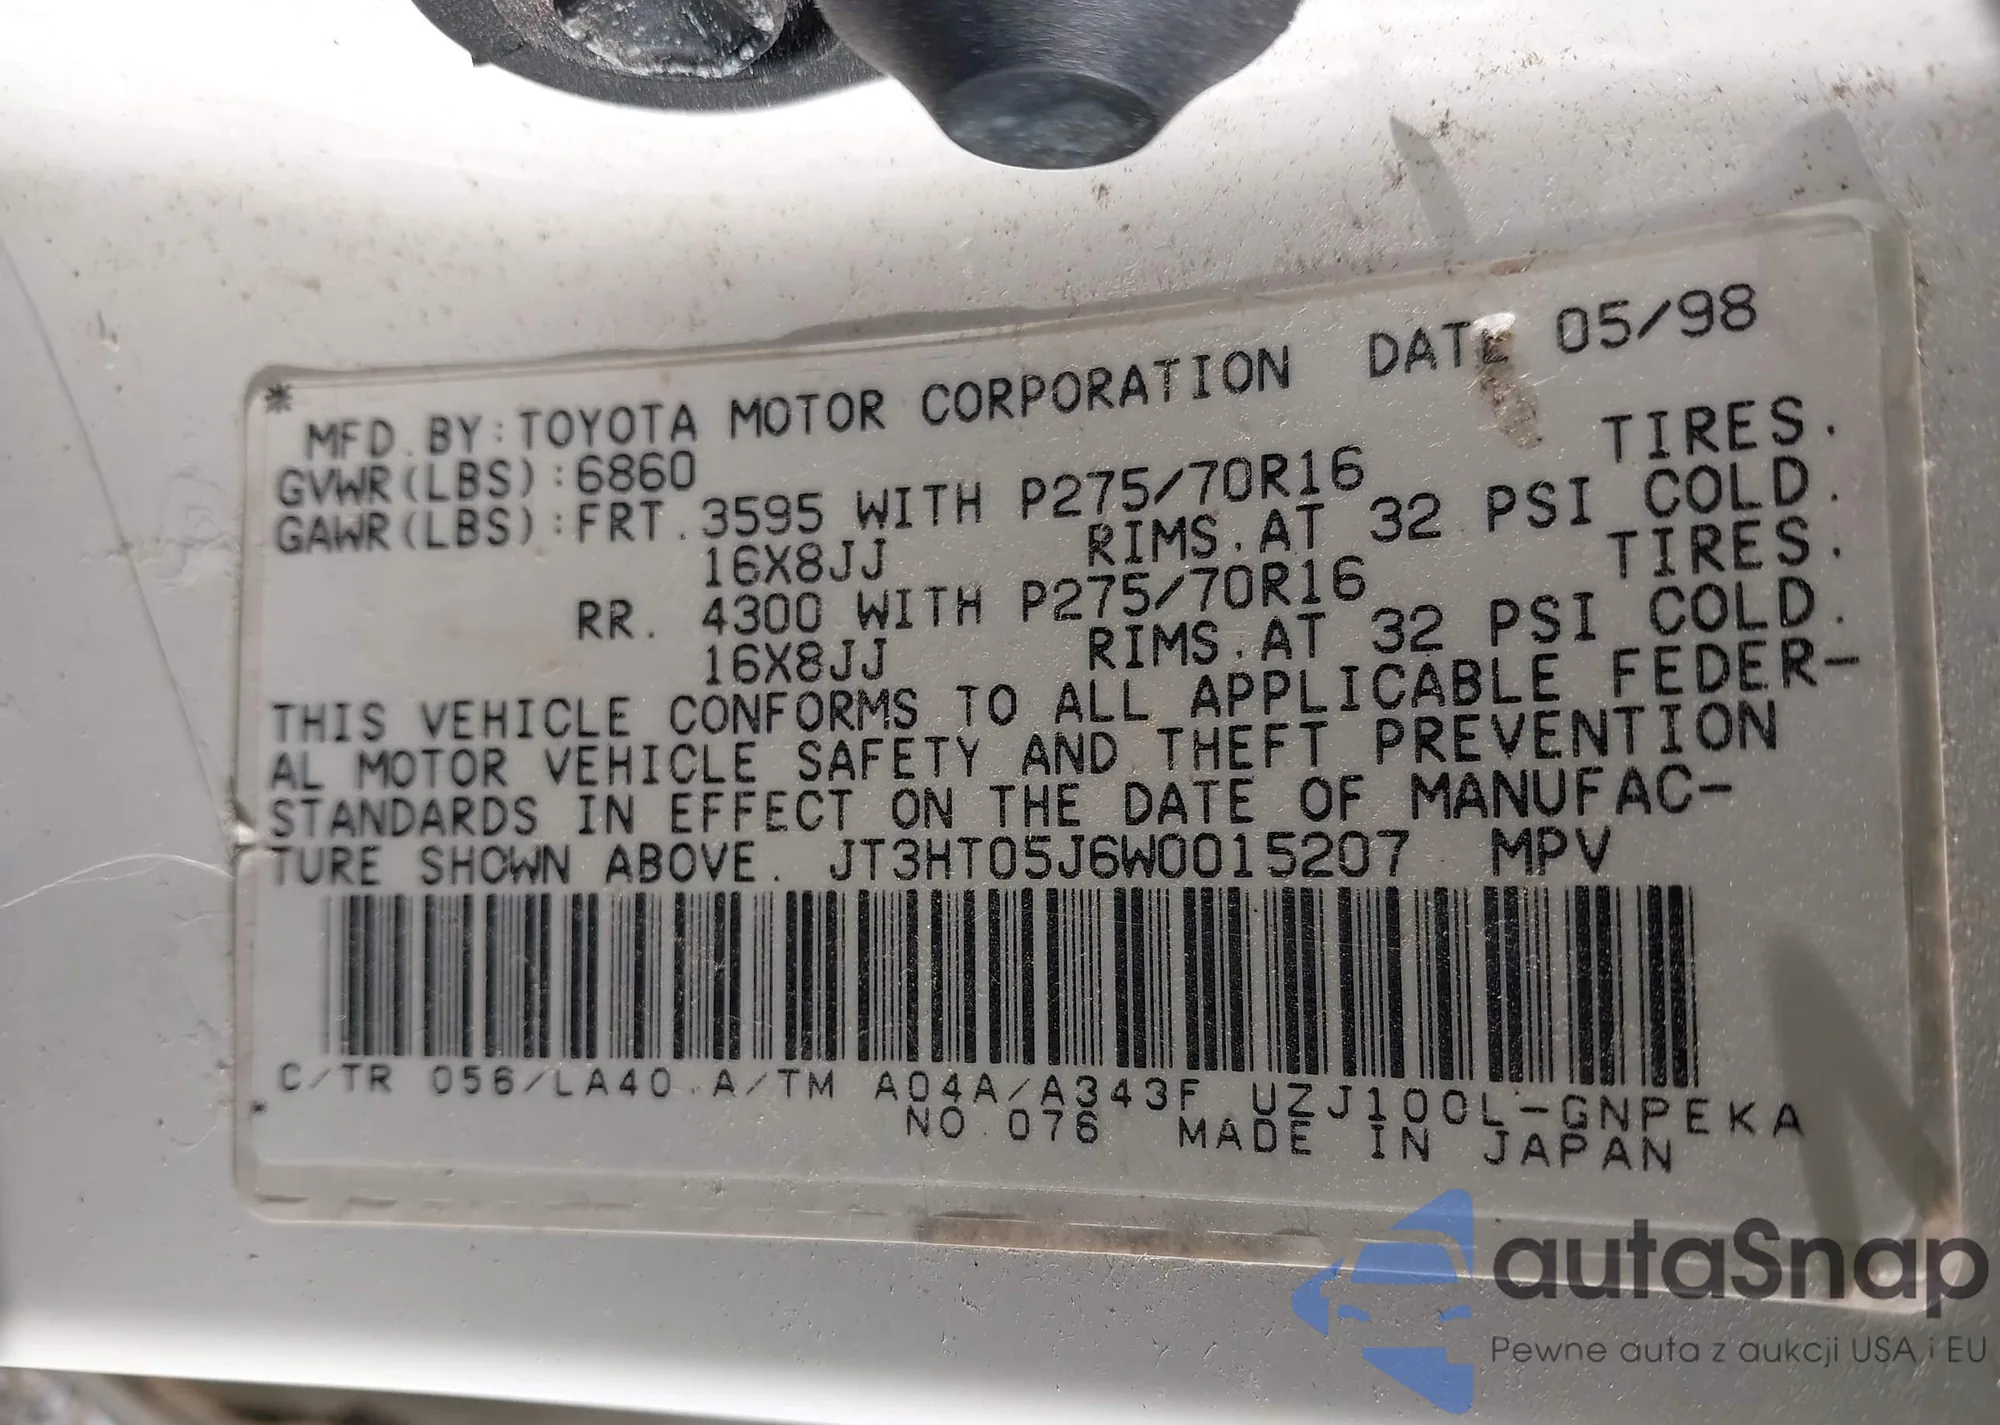 *
MFD.BY:TOYOTA MOTOR CORPORATION DATE 05/98
GVWR(LBS):6860
GAWR(LBS):FRT.3595 WITH P275/70R16 TIRES.
16X8JJ RIMS.AT 32 PSI COLD.
RR. 4300 WITH P275/70R16 TIRES.
16X8JJ RIMS.AT 32 PSI COLD.
THIS VEHICLE CONFORMS TO ALL APPLICABLE FEDER-
AL MOTOR VEHICLE SAFETY AND THEFT PREVENTION
STANDARDS IN EFFECT ON THE DATE OF MANUFAC-
TURE SHOWN ABOVE. JT3HT05J6W0015207 MPV
C/TR 056/LA40 A/TM A04A/A343F UZJ100L-GNPEKA
NO.076 MADE IN JAPAN
autaSnap
Pewne auta z aukcji USA i EU